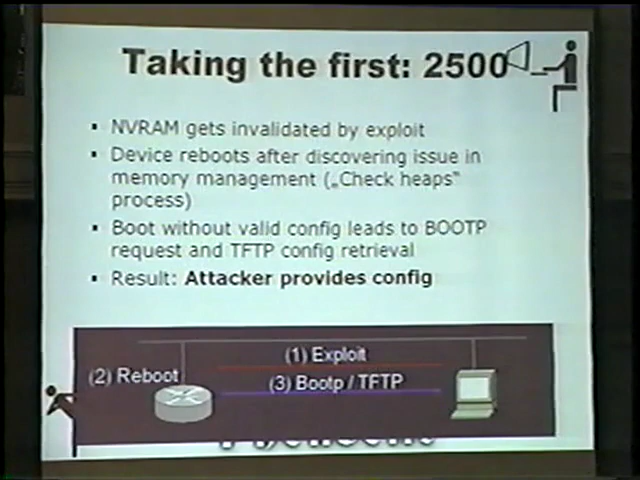 Taking the first: 2500
▪ NVRAM gets invalidated by exploit
▪ Device reboots after discovering issue in
memory management („Check heaps“
process)
▪ Boot without valid config leads to BOOTP
request and TFTP config retrieval
▪ Result: Attacker provides config
(1) Exploit
(2) Reboot
(3) Bootp / TFTP